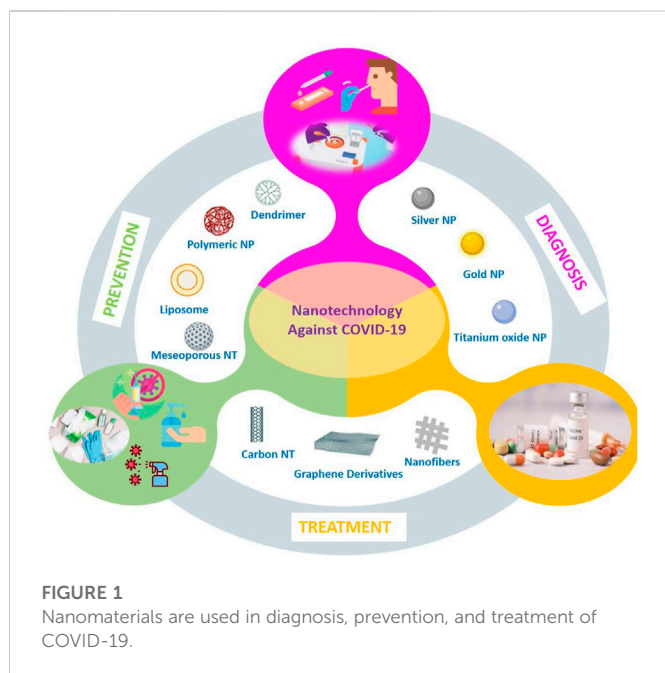 PREVENTION
DIAGNOSIS
Dendrimer
Polymeric NP
Liposome
Meseoporous NT
Silver NP
Gold NP
Titanium oxide NP
Nanotechnology
Against COVID-19
Carbon NT
Graphene Derivatives
Nanofibers
TREATMENT
FIGURE 1
Nanomaterials are used in diagnosis, prevention, and treatment of
COVID-19.